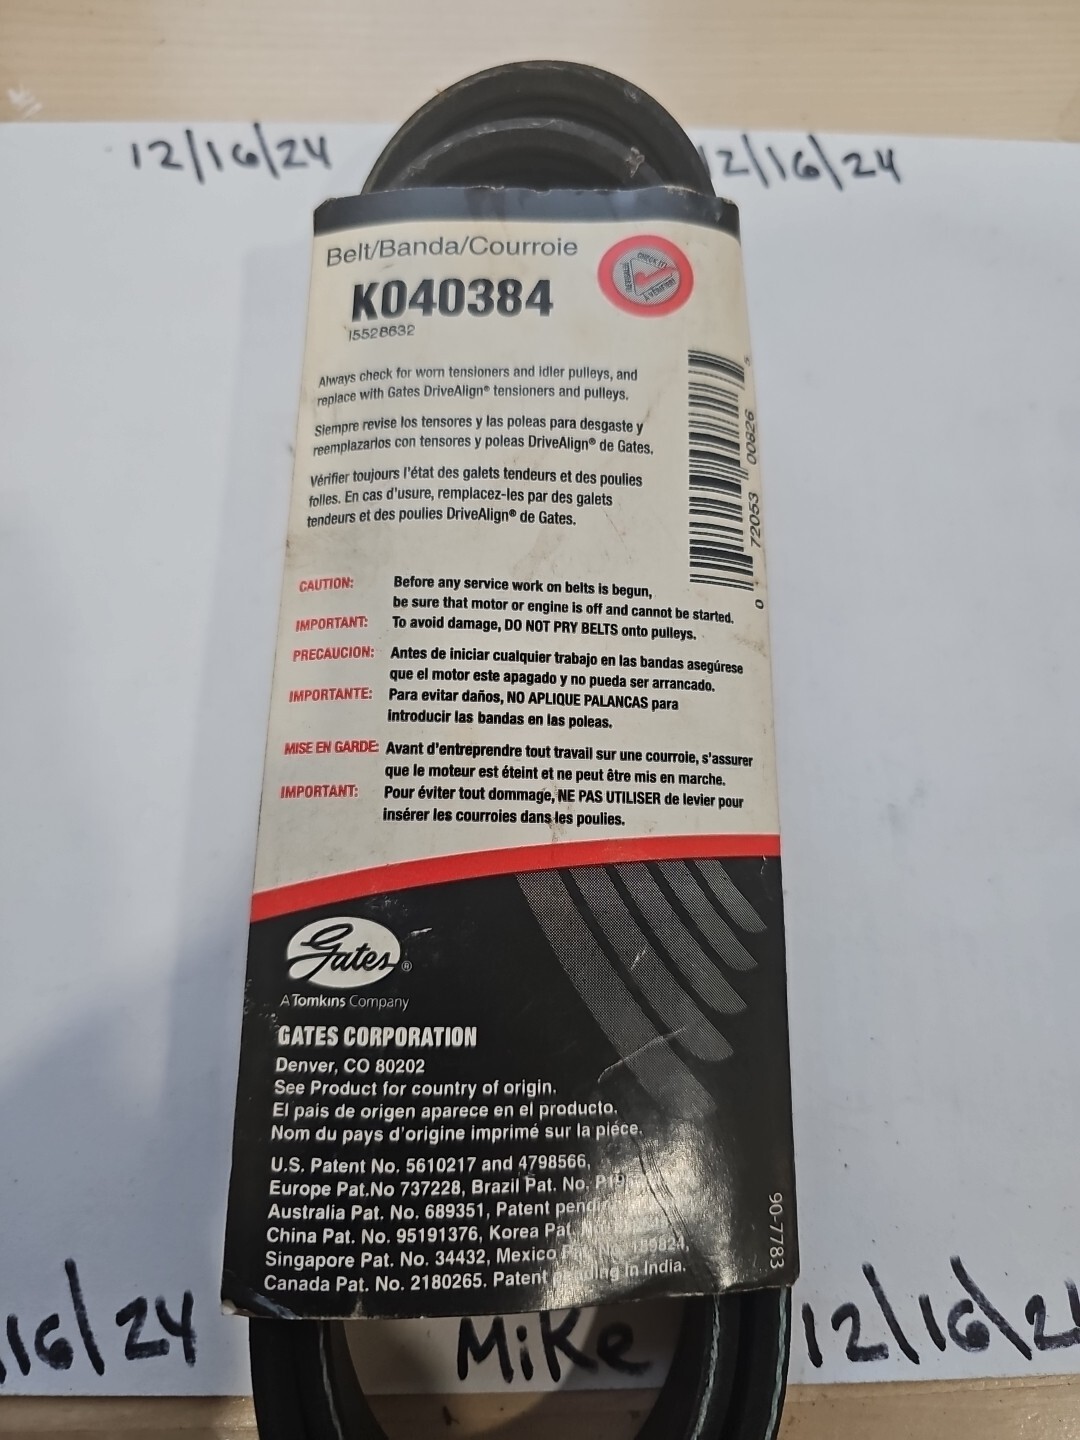 12/16/24
12/16/24
Belt/Banda/Courroie
K040384
15528632
CHECK IT!
À VÉRIFIER!
Always check for worn tensioners and idler pulleys, and
replace with Gates DriveAlign® tensioners and pulleys.
Siempre revise los tensores y las poleas para desgaste y
reemplazarlos con tensores y poleas DriveAlign® de Gates.
Vérifier toujours l'état des galets tendeurs et des poulies
folles. En cas d'usure, remplacez-les par des galets
tendeurs et des poulies DriveAlign® de Gates.
0 72053 00826 5
CAUTION: Before any service work on belts is begun,
be sure that motor or engine is off and cannot be started.
IMPORTANT: To avoid damage, DO NOT PRY BELTS onto pulleys.
PRECAUCION: Antes de iniciar cualquier trabajo en las bandas asegúrese
que el motor este apagado y no pueda ser arrancado.
IMPORTANTE: Para evitar daños, NO APLIQUE PALANCAS para
introducir las bandas en las poleas.
MISE EN GARDE: Avant d'entreprendre tout travail sur une courroie, s'assurer
que le moteur est éteint et ne peut être mis en marche.
IMPORTANT: Pour éviter tout dommage, NE PAS UTILISER de levier pour
insérer les courroies dans les poulies.
Gates®
A Tomkins Company
GATES CORPORATION
Denver, CO 80202
See Product for country of origin.
El pais de origen aparece en el producto.
Nom du pays d'origine imprimé sur la piéce.
U.S. Patent No. 5610217 and 4798566,
Europe Pat.No 737228, Brazil Pat. No.
Australia Pat. No. 689351, Patent
China Pat. No. 95191376, Korea Pat.
Singapore Pat. No. 34432, Mexico
Canada Pat. No. 2180265. Patent pending in India.
90-7783
/16/24
MiKe
12/16/2